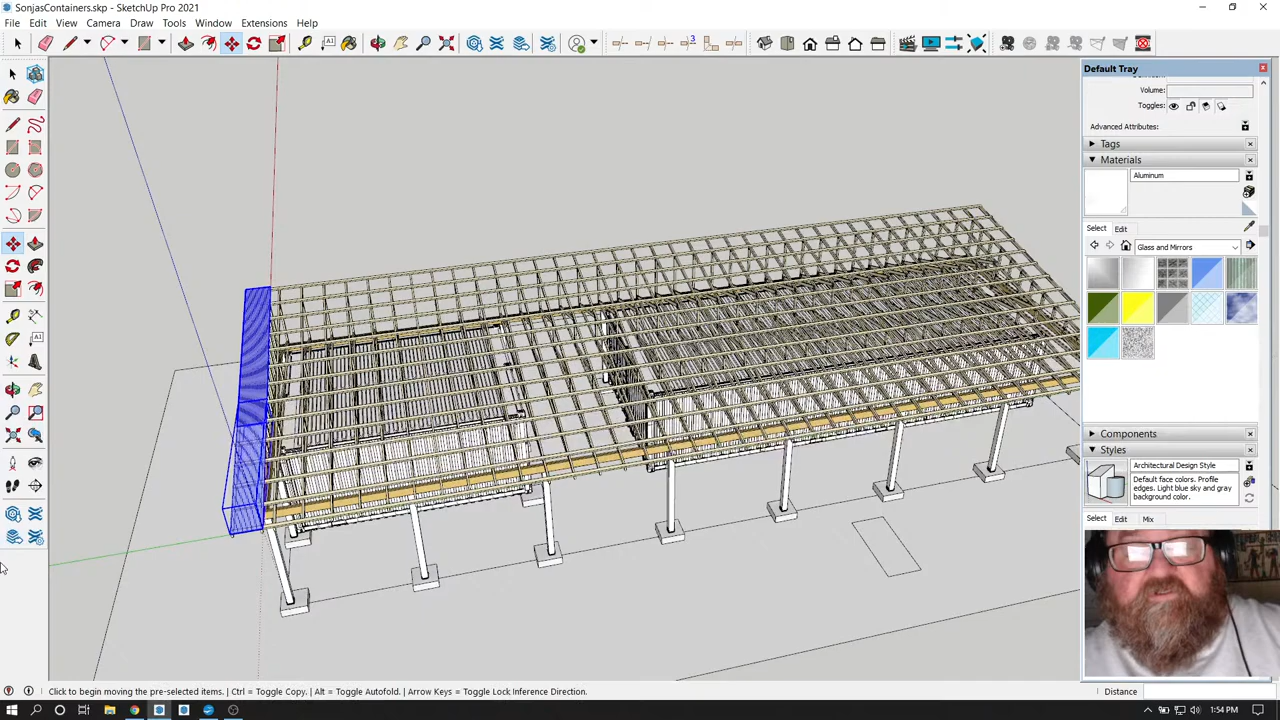 SonjasContainers.skp - SketchUp Pro 2021
File Edit View Camera Draw Tools Window Extensions Help
3
Default Tray
Volume:
Toggles:
Advanced Attributes:
Tags
Materials
Aluminum
Select Edit
Glass and Mirrors
Components
Styles
Architectural Design Style
Default face colors. Profile
edges. Light blue sky and gray
background color.
Select Edit Mix
Click to begin moving the pre-selected items. | Ctrl = Toggle Copy. | Alt = Toggle Autofold. | Arrow Keys = Toggle Lock Inference Direction.
Distance
1:54 PM